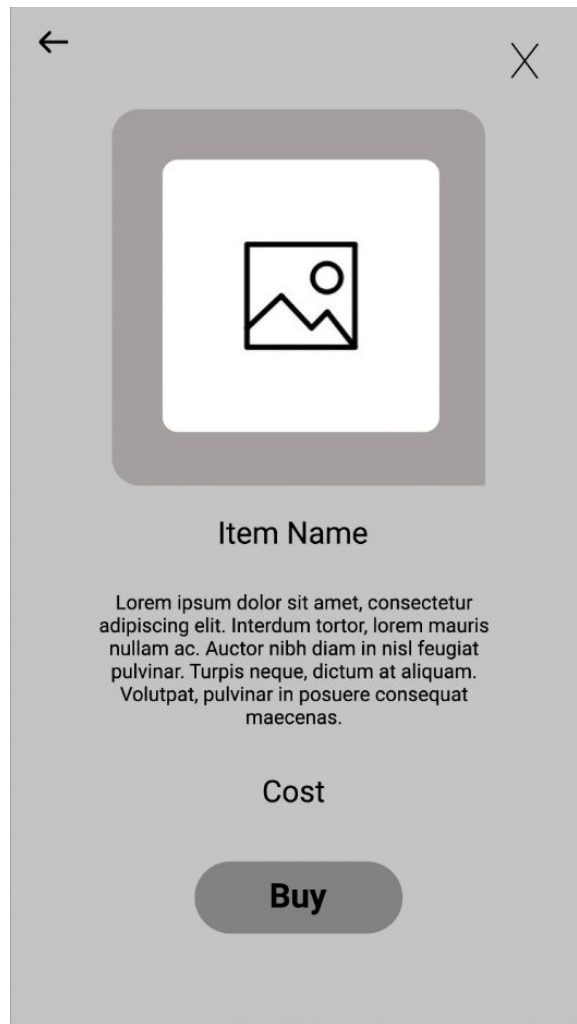 Item Name
Lorem ipsum dolor sit amet, consectetur
adipiscing elit. Interdum tortor, lorem mauris
nullam ac. Auctor nibh diam in nisl feugiat
pulvinar. Turpis neque, dictum at aliquam.
Volutpat, pulvinar in posuere consequat
maecenas.
Cost
Buy